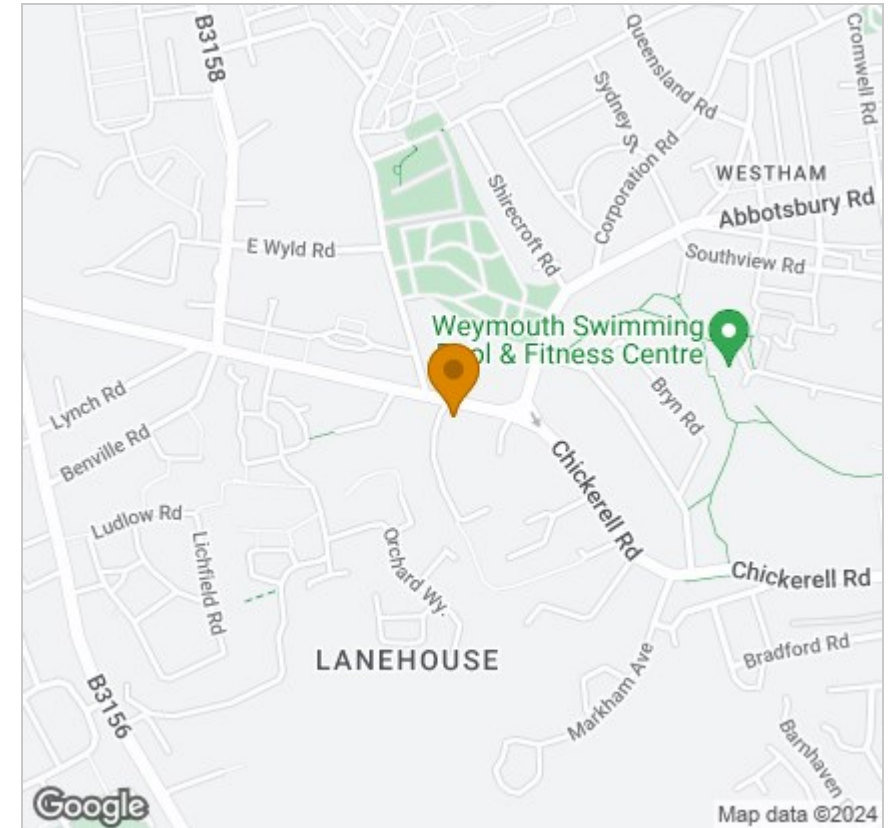 B3158
Queensland Rd
Cromwell Rd
Sydney St
Corporation Rd
WESTHAM
Shirecroft Rd
Abbotsbury Rd
E Wyld Rd
Southview Rd
Weymouth Swimming
Pool & Fitness Centre
Lynch Rd
Bryn Rd
Benville Rd
Chickerell Rd
Ludlow Rd
Lichfield Rd
Orchard Wy.
Chickerell Rd
LANEHOUSE
Bradford Rd
Markham Ave
B3156
Barnhaven
Google
Map data ©2024